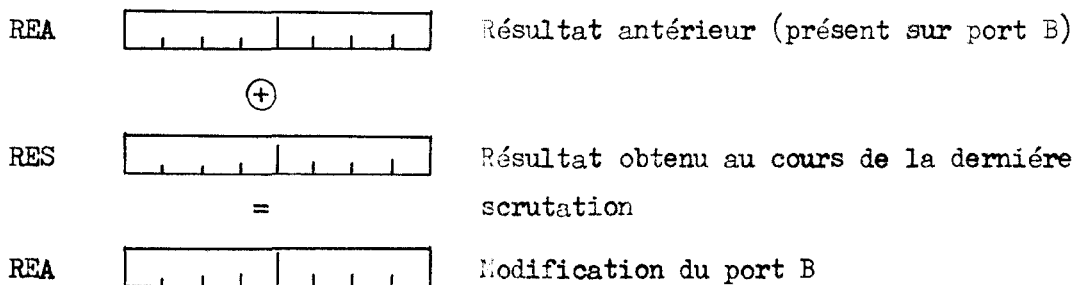 REA Résultat antérieur (présent sur port B)
⊕
RES Résultat obtenu au cours de la derniére
= scrutation
REA Modification du port B